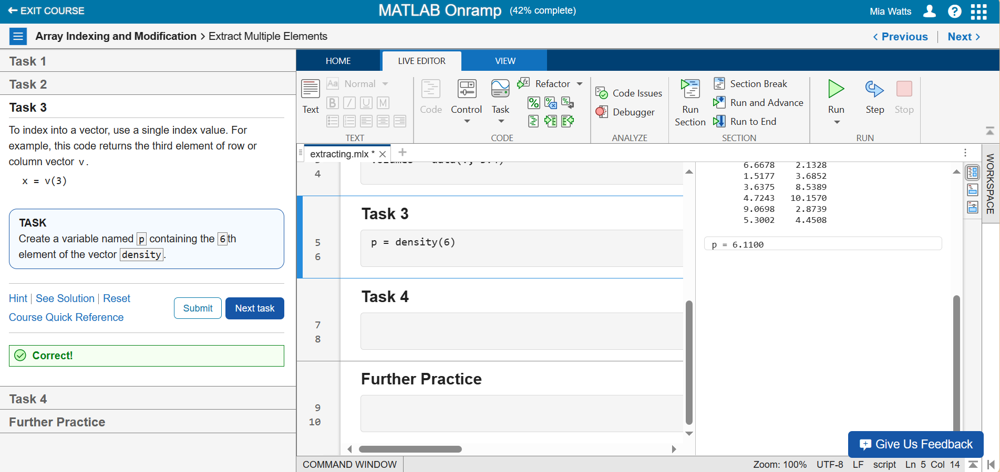 EXIT COURSE
MATLAB Onramp (42% complete)
Mia Watts
Array Indexing and Modification > Extract Multiple Elements
Previous
Next
Task 1
Task 2
Task 3
To index into a vector, use a single index value. For
example, this code returns the third element of row or
column vector v.
x = v(3)
TASK
Create a variable named p containing the 6th
element of the vector density.
Hint | See Solution | Reset
Course Quick Reference
Submit
Next task
Correct!
Task 4
Further Practice
HOME
LIVE EDITOR
VIEW
Text
Aa Normal
B I U M
TEXT
Code
Control
Task
Refactor
CODE
Code Issues
Debugger
ANALYZE
Run
Section
Section Break
Run and Advance
Run to End
SECTION
Run
Step
Stop
RUN
extracting.mlx *
4
Task 3
5 p = density(6)
6
Task 4
7
8
Further Practice
9
10
6.6678 2.1328
1.5177 3.6852
3.6375 8.5389
4.7243 10.1570
9.0698 2.8739
5.3002 4.4508
p = 6.1100
WORKSPACE
Give Us Feedback
COMMAND WINDOW
Zoom: 100% UTF-8 LF script Ln 5 Col 14